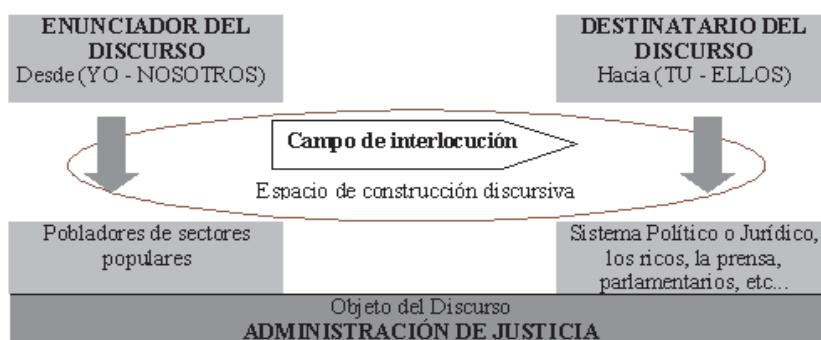 ENUNCIADOR DEL
DISCURSO
Desde (YO - NOSOTROS)
DESTINATARIO DEL
DISCURSO
Hacia (TU - ELLOS)
Campo de interlocución
Espacio de construcción discursiva
Pobladores de sectores
populares
Sistema Político o Jurídico,
los ricos, la prensa,
parlamentarios, etc...
Objeto del Discurso
ADMINISTRACIÓN DE JUSTICIA